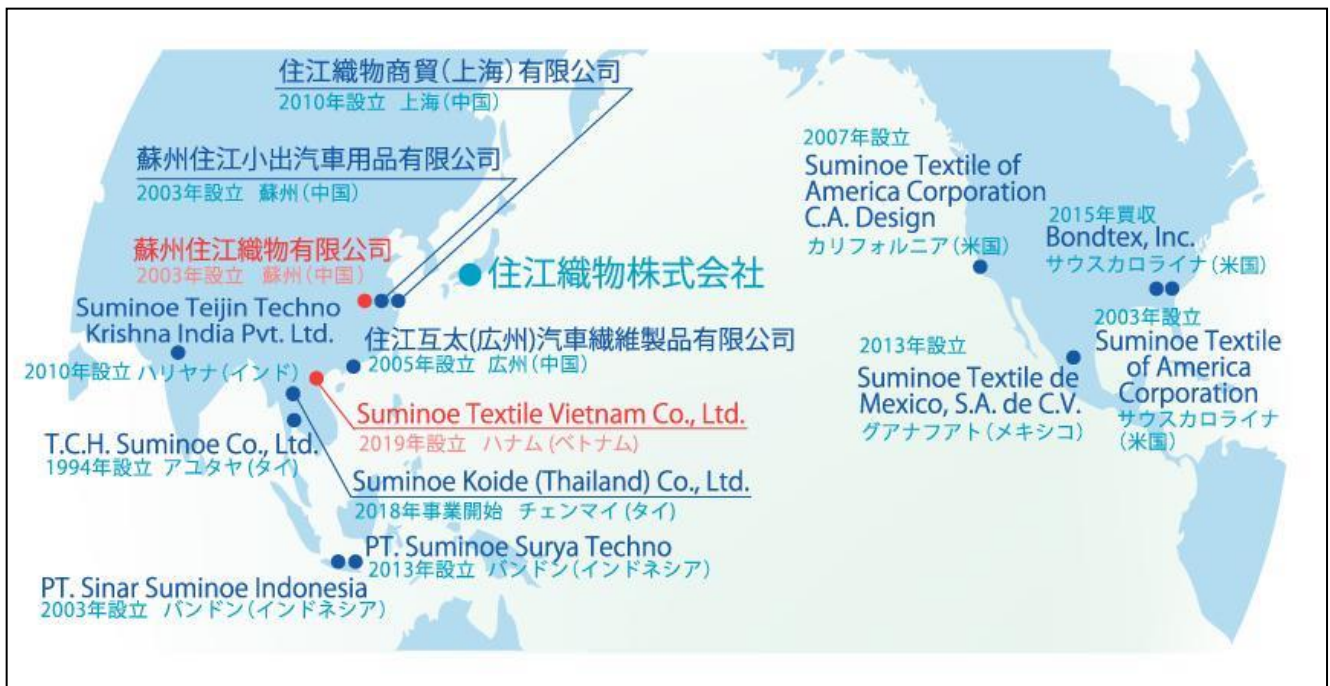 住江織物商貿(上海)有限公司
2010年設立 上海(中国)
蘇州住江小出汽車用品有限公司
2003年設立 蘇州(中国)
蘇州住江織物有限公司
2003年設立 蘇州(中国)
住江織物株式会社
Suminoe Teijin Techno
Krishna India Pvt. Ltd.
2010年設立 ハリヤナ(インド)
住江互太(広州)汽車繊維製品有限公司
2005年設立 広州(中国)
Suminoe Textile Vietnam Co., Ltd.
2019年設立 ハナム(ベトナム)
T.C.H. Suminoe Co., Ltd.
1994年設立 アユタヤ(タイ)
Suminoe Koide (Thailand) Co., Ltd.
2018年事業開始 チェンマイ(タイ)
PT. Suminoe Surya Techno
2013年設立 バンドン(インドネシア)
PT. Sinar Suminoe Indonesia
2003年設立 バンドン(インドネシア)
2007年設立
Suminoe Textile of
America Corporation
C.A. Design
カリフォルニア(米国)
2015年買収
Bondtex, Inc.
サウスカロライナ(米国)
2013年設立
Suminoe Textile de
Mexico, S.A. de C.V.
グアナフアト(メキシコ)
2003年設立
Suminoe Textile
of America
Corporation
サウスカロライナ
(米国)